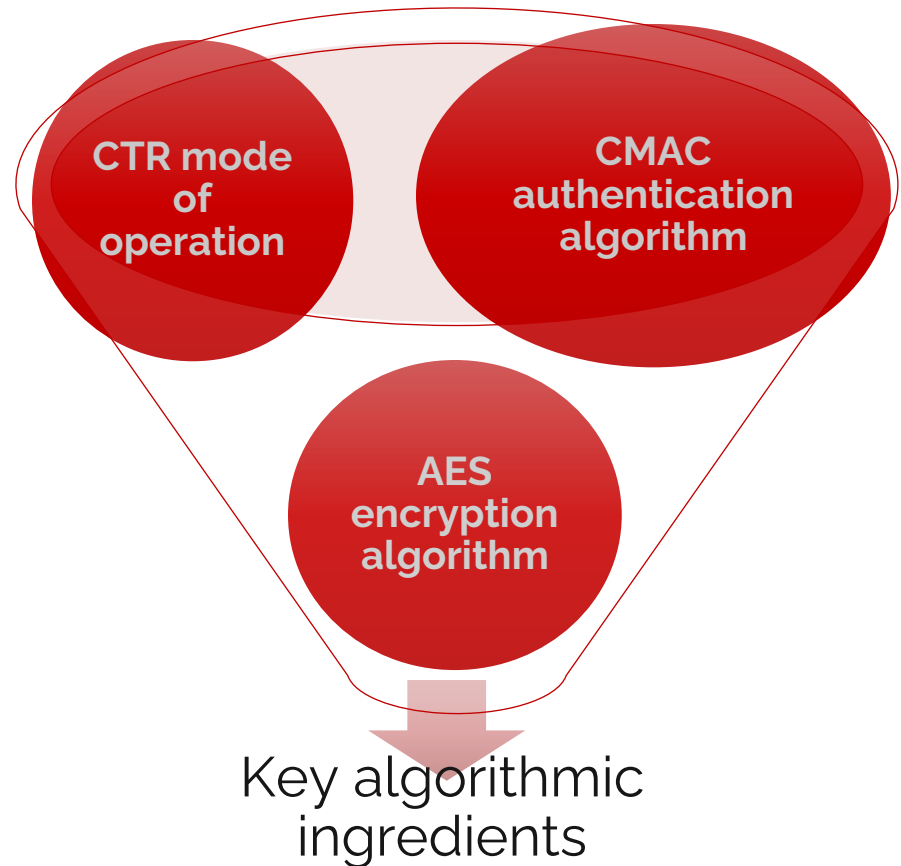 CTR mode
of
operation
CMAC
authentication
algorithm
AES
encryption
algorithm
Key algorithmic
ingredients